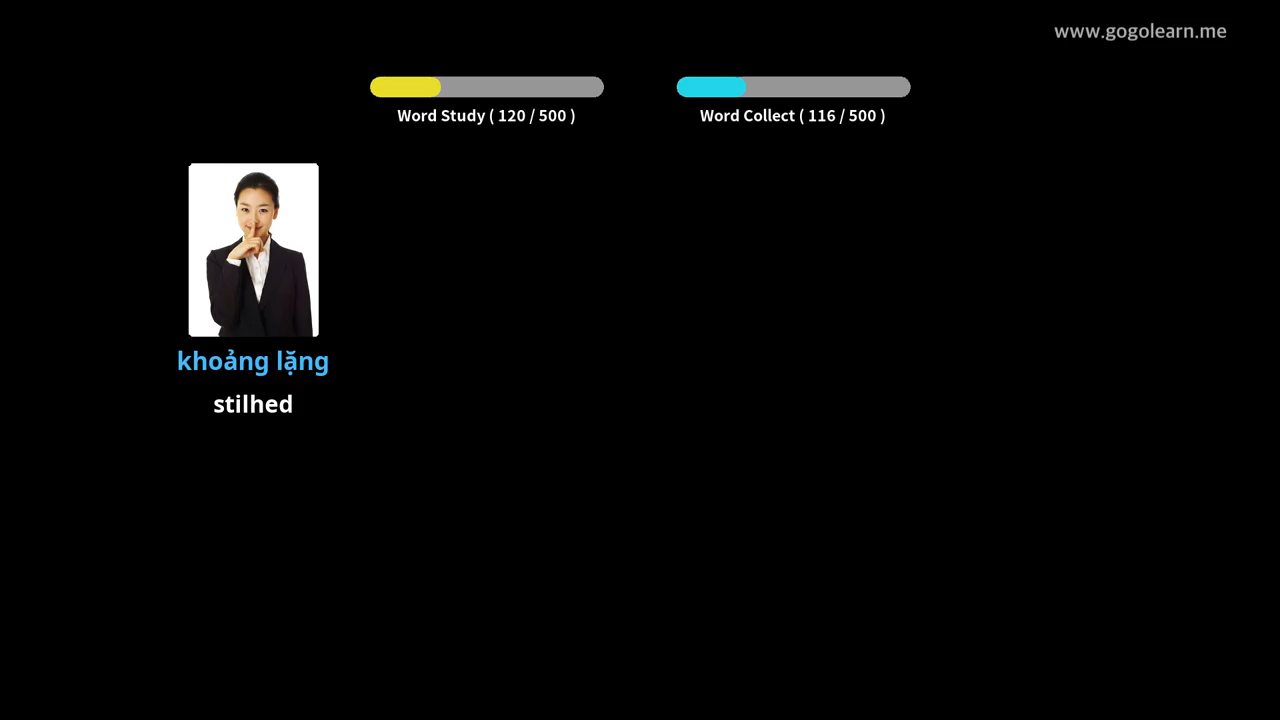 www.gogolearn.me
Word Study ( 120 / 500 )
Word Collect ( 116 / 500 )
khoảng lặng
stilhed